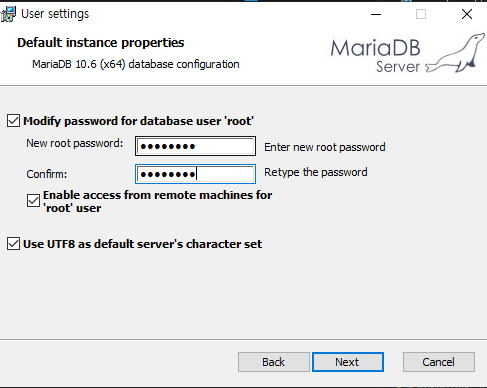 User settings
Default instance properties
MariaDB 10.6 (x64) database configuration
MariaDB
Server
Modify password for database user 'root'
New root password: ●●●●●●●● Enter new root password
Confirm: ●●●●●●●● Retype the password
Enable access from remote machines for
'root' user
Use UTF8 as default server's character set
Back Next Cancel